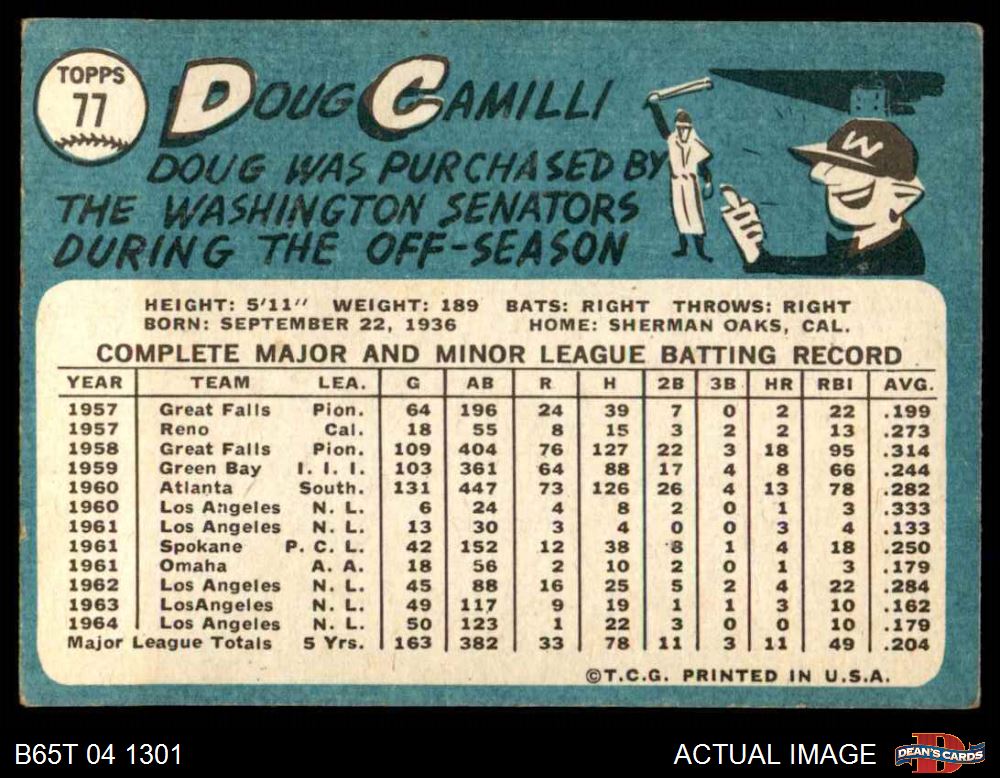 TOPPS
77
DOUG CAMILLI
DOUG WAS PURCHASED BY
THE WASHINGTON SENATORS
DURING THE OFF-SEASON
W
HEIGHT: 5'11" WEIGHT: 189 BATS: RIGHT THROWS: RIGHT
BORN: SEPTEMBER 22, 1936 HOME: SHERMAN OAKS, CAL.
COMPLETE MAJOR AND MINOR LEAGUE BATTING RECORD
YEAR TEAM LEA. G AB R H 2B 3B HR RBI AVG.
1957 Great Falls Pion. 64 196 24 39 7 0 2 22 .199
1957 Reno Cal. 18 55 8 15 3 2 2 13 .273
1958 Great Falls Pion. 109 404 76 127 22 3 18 95 .314
1959 Green Bay I. I. I. 103 361 64 88 17 4 8 66 .244
1960 Atlanta South. 131 447 73 126 26 4 13 78 .282
1960 Los Angeles N. L. 6 24 4 8 2 0 1 3 .333
1961 Los Angeles N. L. 13 30 3 4 0 0 3 4 .133
1961 Spokane P. C. L. 42 152 12 38 8 1 4 18 .250
1961 Omaha A. A. 18 56 2 10 2 0 1 3 .179
1962 Los Angeles N. L. 45 88 16 25 5 2 4 22 .284
1963 LosAngeles N. L. 49 117 9 19 1 1 3 10 .162
1964 Los Angeles N. L. 50 123 1 22 3 0 0 10 .179
Major League Totals 5 Yrs. 163 382 33 78 11 3 11 49 .204
©T.C.G. PRINTED IN U.S.A.
B65T 04 1301 ACTUAL IMAGE D DEAN'S CARDS